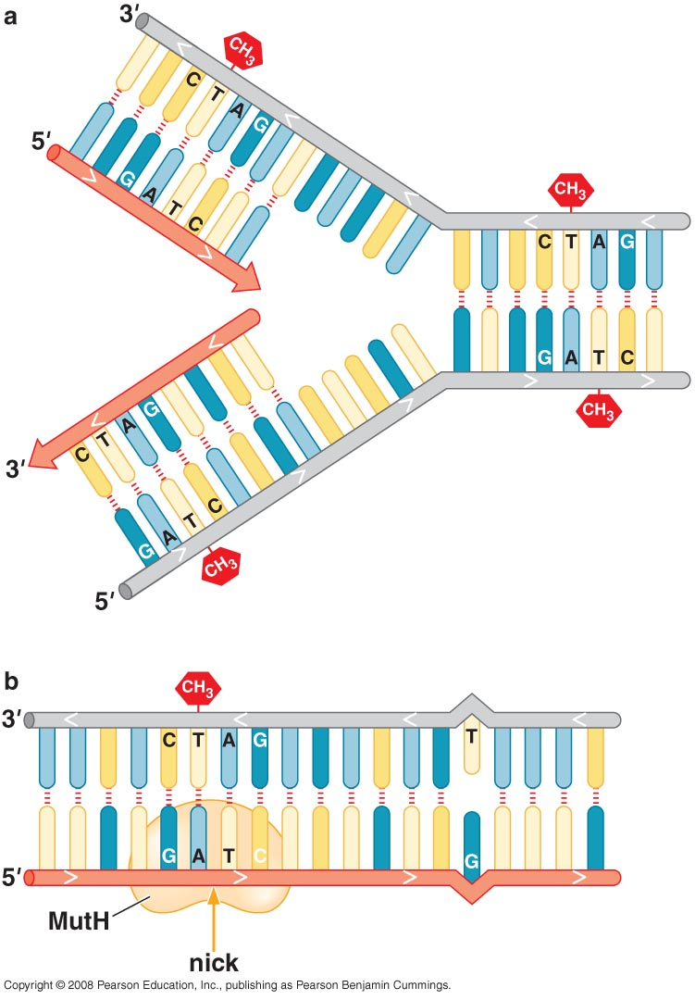 a
3′
CH3
C T A G
5′
G A T C
CH3
C T A G
G A T C
CH3
C T A G
3′
G A T C
CH3
5′
b
CH3
3′
C T A G T
G A T C G
5′
MutH
nick
Copyright © 2008 Pearson Education, Inc., publishing as Pearson Benjamin Cummings.